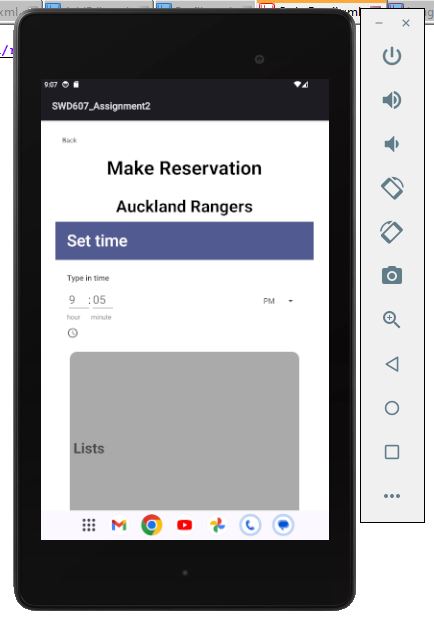 xml
9:07
SWD607_Assignment2
Back
Make Reservation
Auckland Rangers
Set time
Type in time
9 : 05 PM
hour minute
Lists